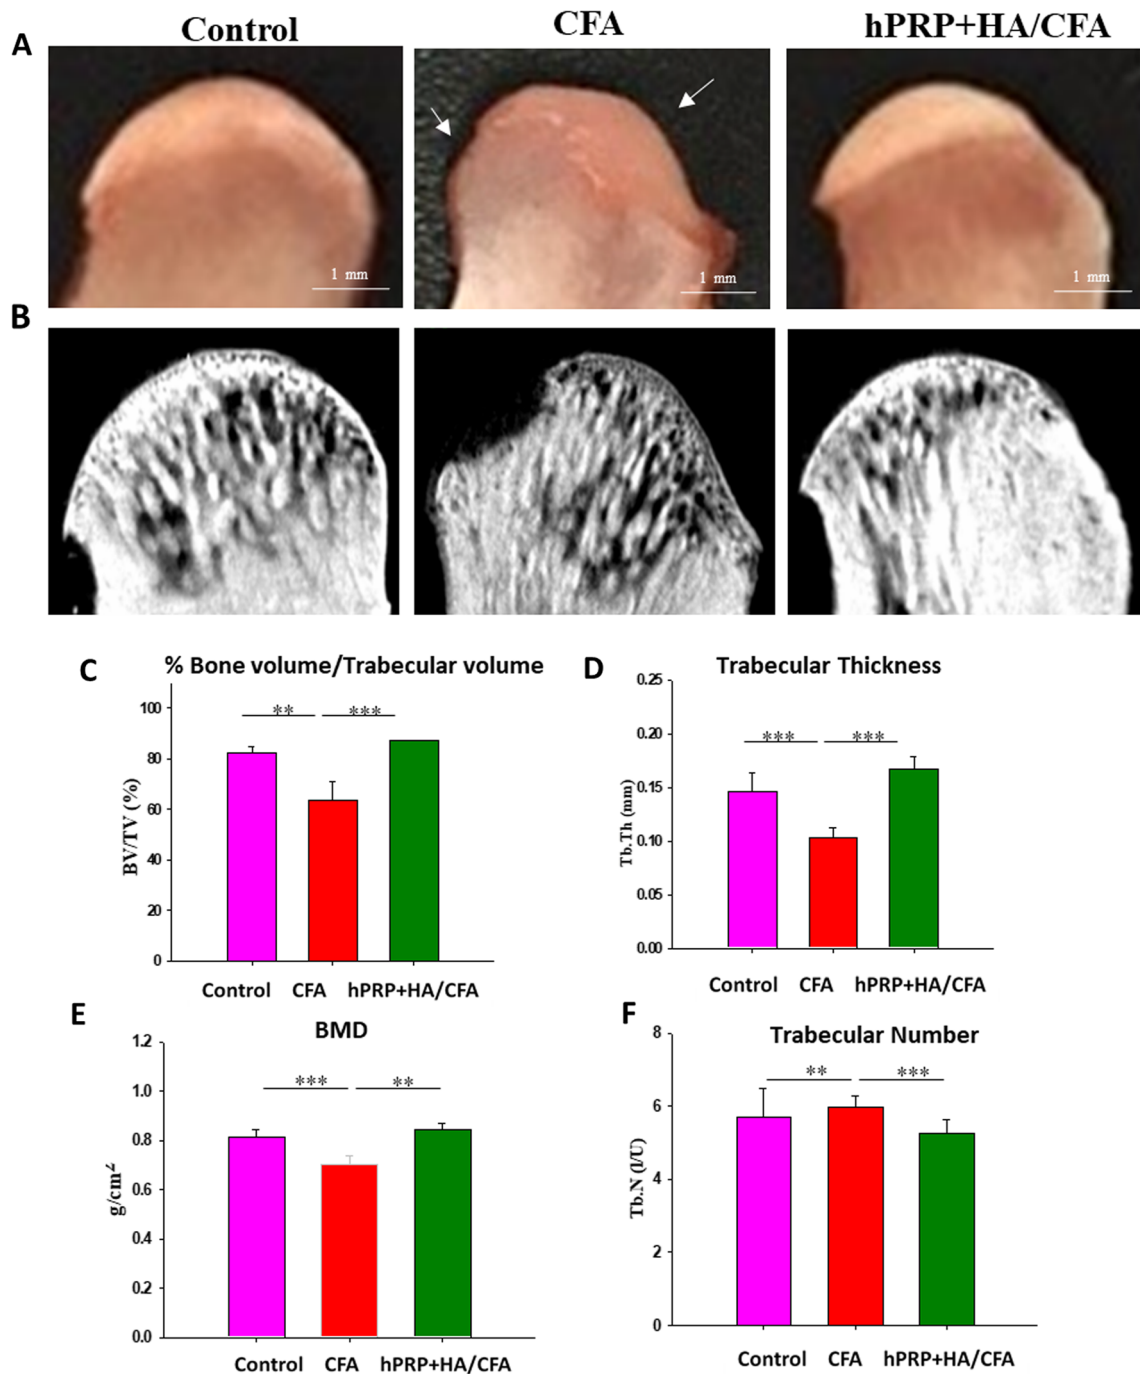 A
Control
CFA
hPRP+HA/CFA
1 mm
1 mm
1 mm
B
C
% Bone volume/Trabecular volume
BV/TV (%)
100
80
60
40
20
0
**
***
Control
CFA
hPRP+HA/CFA
D
Trabecular Thickness
Tb.Th (mm)
0.25
0.20
0.15
0.10
0.05
0.00
***
***
Control
CFA
hPRP+HA/CFA
E
BMD
g/cm²
1.2
1.0
0.8
0.6
0.4
0.2
0.0
***
**
Control
CFA
hPRP+HA/CFA
F
Trabecular Number
Tb.N (l/U)
8
6
4
2
0
**
***
Control
CFA
hPRP+HA/CFA